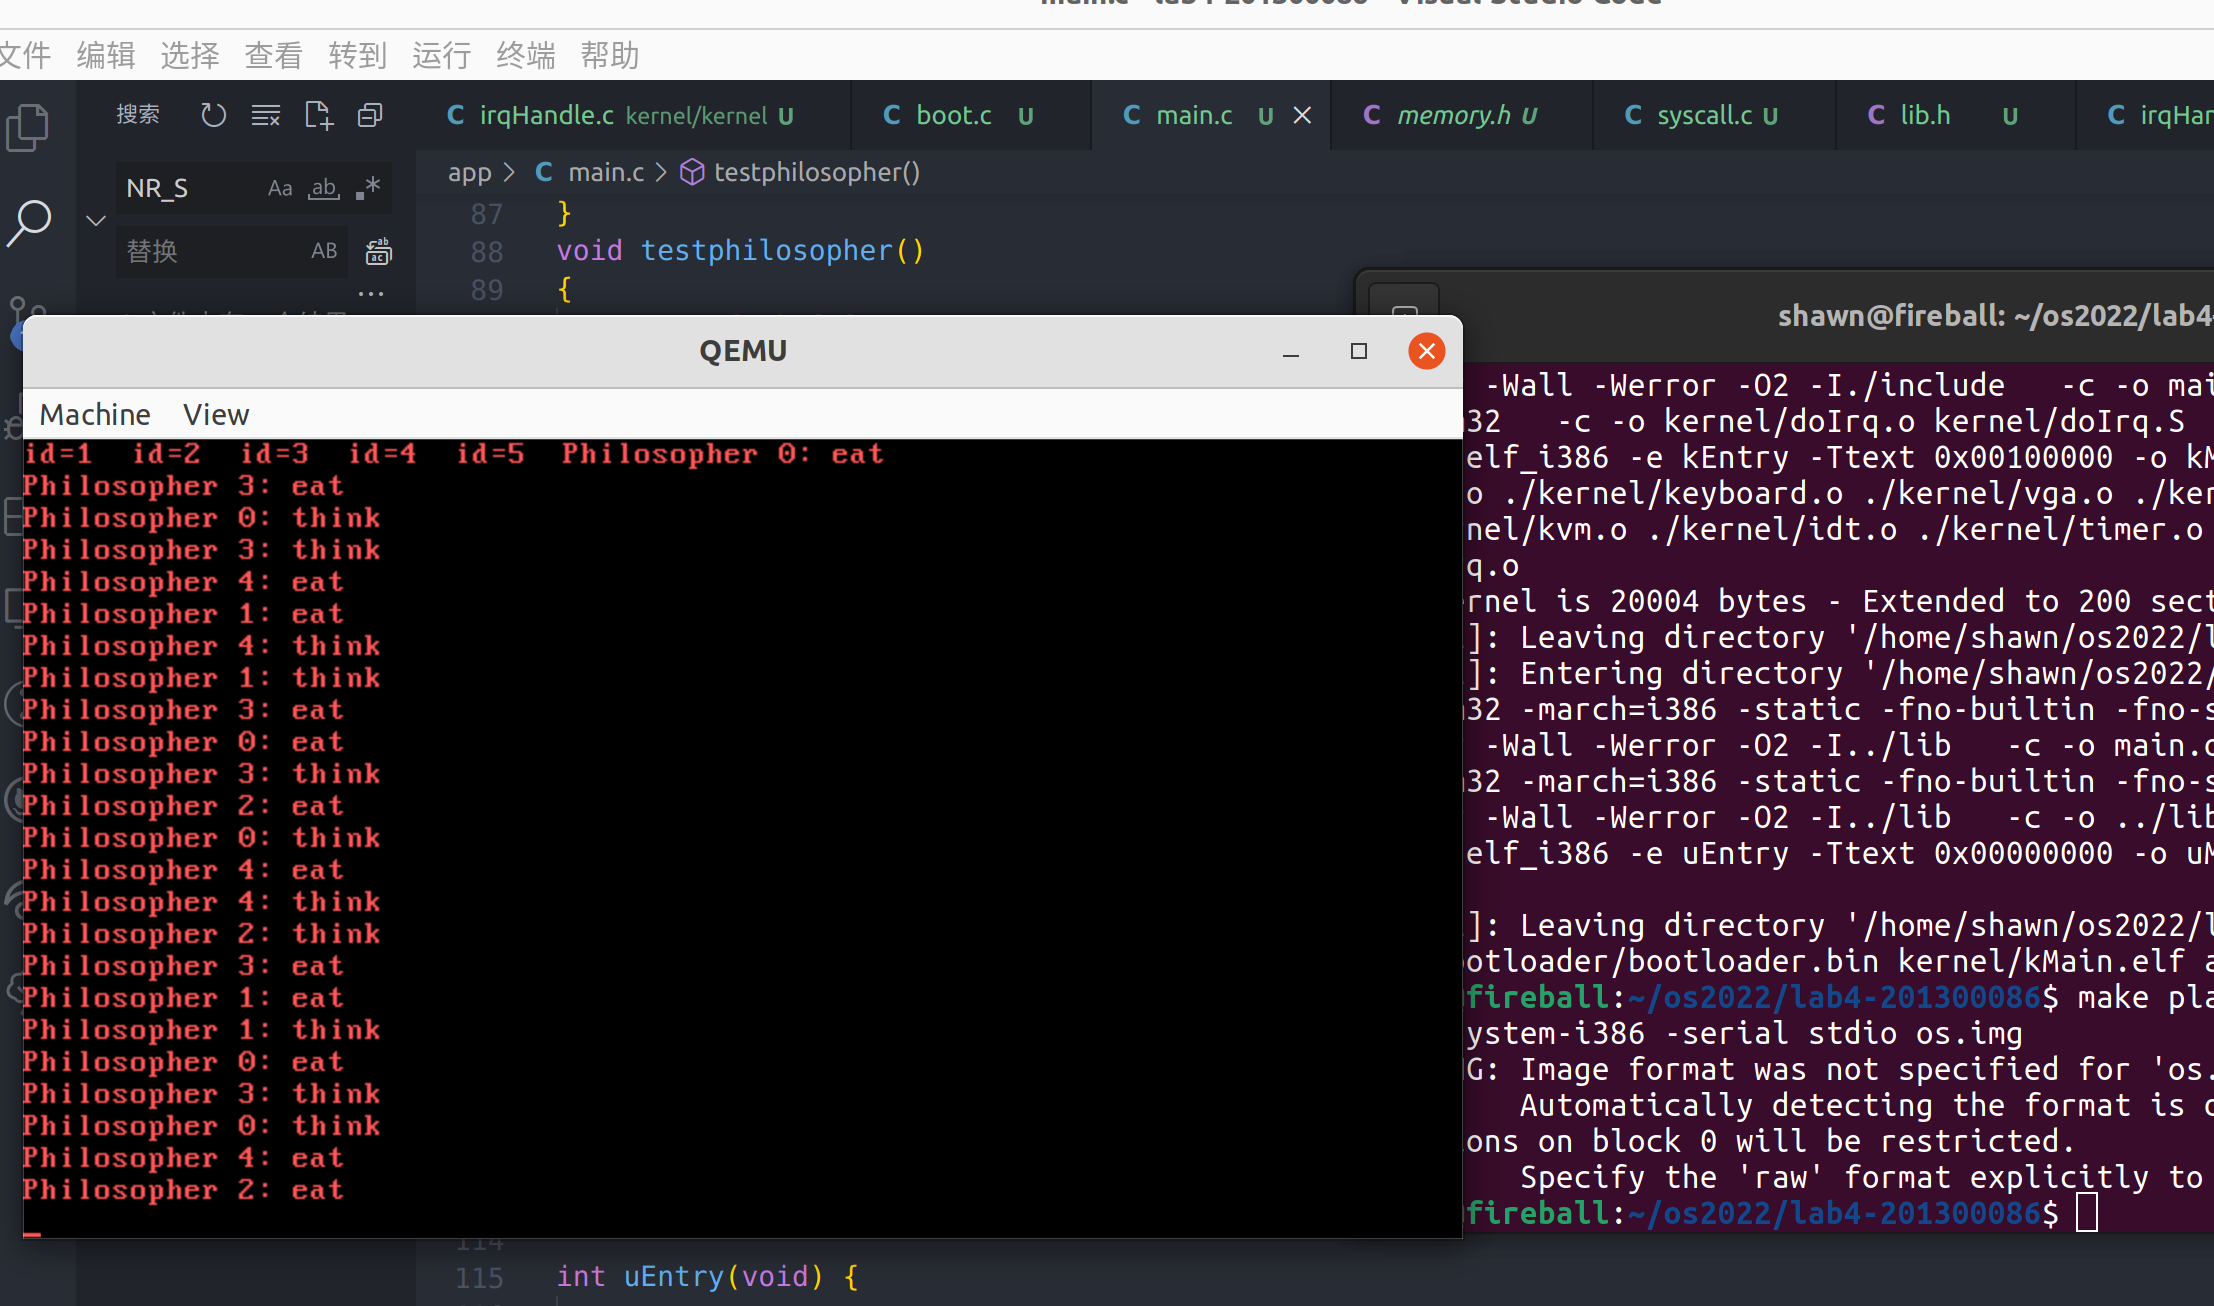 main.c - lab4-201300086 - Visual Studio Code
文件 编辑 选择 查看 转到 运行 终端 帮助
搜索
irqHandle.c kernel/kernel U
boot.c U
main.c U
memory.h U
syscall.c U
lib.h U
irqHan
NR_S Aa ab
替换 AB
app > C main.c > testphilosopher()
87 }
88 void testphilosopher()
89 {
QEMU
Machine View
id=1 id=2 id=3 id=4 id=5 Philosopher 0: eat
Philosopher 3: eat
Philosopher 0: think
Philosopher 3: think
Philosopher 4: eat
Philosopher 1: eat
Philosopher 4: think
Philosopher 1: think
Philosopher 3: eat
Philosopher 0: eat
Philosopher 3: think
Philosopher 2: eat
Philosopher 0: think
Philosopher 4: eat
Philosopher 4: think
Philosopher 2: think
Philosopher 3: eat
Philosopher 1: eat
Philosopher 1: think
Philosopher 0: eat
Philosopher 3: think
Philosopher 0: think
Philosopher 4: eat
Philosopher 2: eat
114
115 int uEntry(void) {
shawn@fireball: ~/os2022/lab4-
-Wall -Werror -O2 -I./include -c -o mai
32 -c -o kernel/doIrq.o kernel/doIrq.S
elf_i386 -e kEntry -Ttext 0x00100000 -o kM
o ./kernel/keyboard.o ./kernel/vga.o ./ker
nel/kvm.o ./kernel/idt.o ./kernel/timer.o
q.o
rnel is 20004 bytes - Extended to 200 sect
]: Leaving directory '/home/shawn/os2022/l
]: Entering directory '/home/shawn/os2022/
32 -march=i386 -static -fno-builtin -fno-s
-Wall -Werror -O2 -I../lib -c -o main.o
32 -march=i386 -static -fno-builtin -fno-s
-Wall -Werror -O2 -I../lib -c -o ../lib
elf_i386 -e uEntry -Ttext 0x00000000 -o uM
]: Leaving directory '/home/shawn/os2022/l
otloader/bootloader.bin kernel/kMain.elf a
fireball:~/os2022/lab4-201300086$ make pla
ystem-i386 -serial stdio os.img
G: Image format was not specified for 'os.
Automatically detecting the format is d
ons on block 0 will be restricted.
Specify the 'raw' format explicitly to
fireball:~/os2022/lab4-201300086$